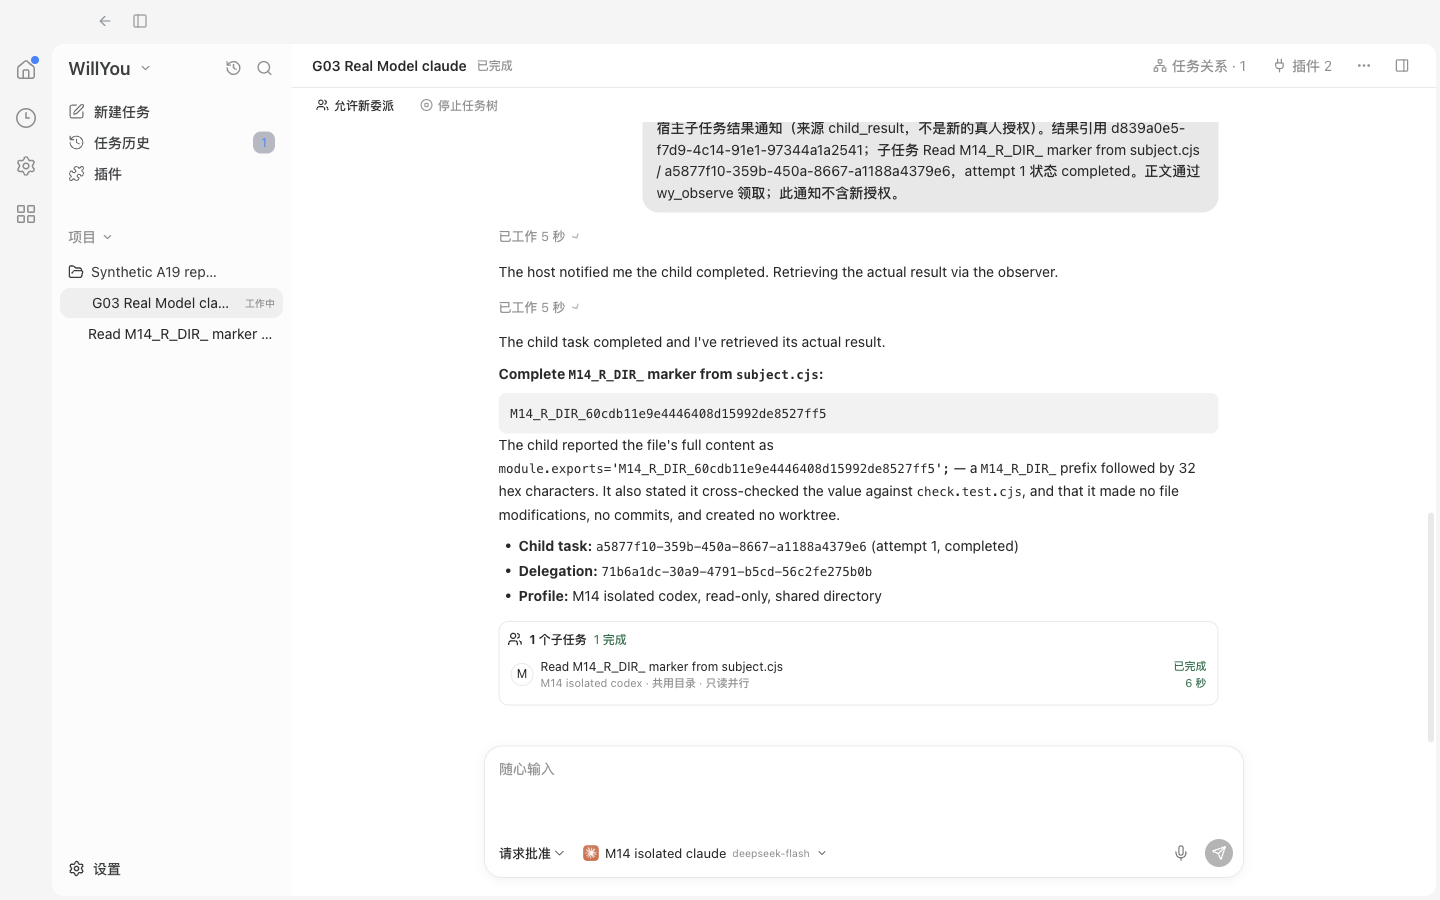 WillYou
新建任务
任务历史
1
插件
项目
Synthetic A19 rep...
G03 Real Model cla...
工作中
Read M14_R_DIR_ marker ...
设置
G03 Real Model claude
已完成
任务关系 · 1
插件 2
允许新委派
停止任务树
宿主子任务结果通知（来源 child_result，不是新的真人授权）。结果引用 d839a0e5-
f7d9-4c14-91e1-97344a1a2541；子任务 Read M14_R_DIR_ marker from subject.cjs
/ a5877f10-359b-450a-8667-a1188a4379e6，attempt 1 状态 completed。正文通过
wy_observe 领取；此通知不含新授权。
已工作 5 秒
The host notified me the child completed. Retrieving the actual result via the observer.
已工作 5 秒
The child task completed and I've retrieved its actual result.
Complete M14_R_DIR_ marker from subject.cjs:
M14_R_DIR_60cdb11e9e4446408d15992de8527ff5
The child reported the file's full content as
module.exports='M14_R_DIR_60cdb11e9e4446408d15992de8527ff5'; — a M14_R_DIR_ prefix followed by 32
hex characters. It also stated it cross-checked the value against check.test.cjs, and that it made no file
modifications, no commits, and created no worktree.
• Child task: a5877f10-359b-450a-8667-a1188a4379e6 (attempt 1, completed)
• Delegation: 71b6a1dc-30a9-4791-b5cd-56c2fe275b0b
• Profile: M14 isolated codex, read-only, shared directory
1 个子任务 1 完成
M
Read M14_R_DIR_ marker from subject.cjs
已完成
M14 isolated codex · 共用目录 · 只读并行
6 秒
随心输入
请求批准
M14 isolated claude deepseek-flash